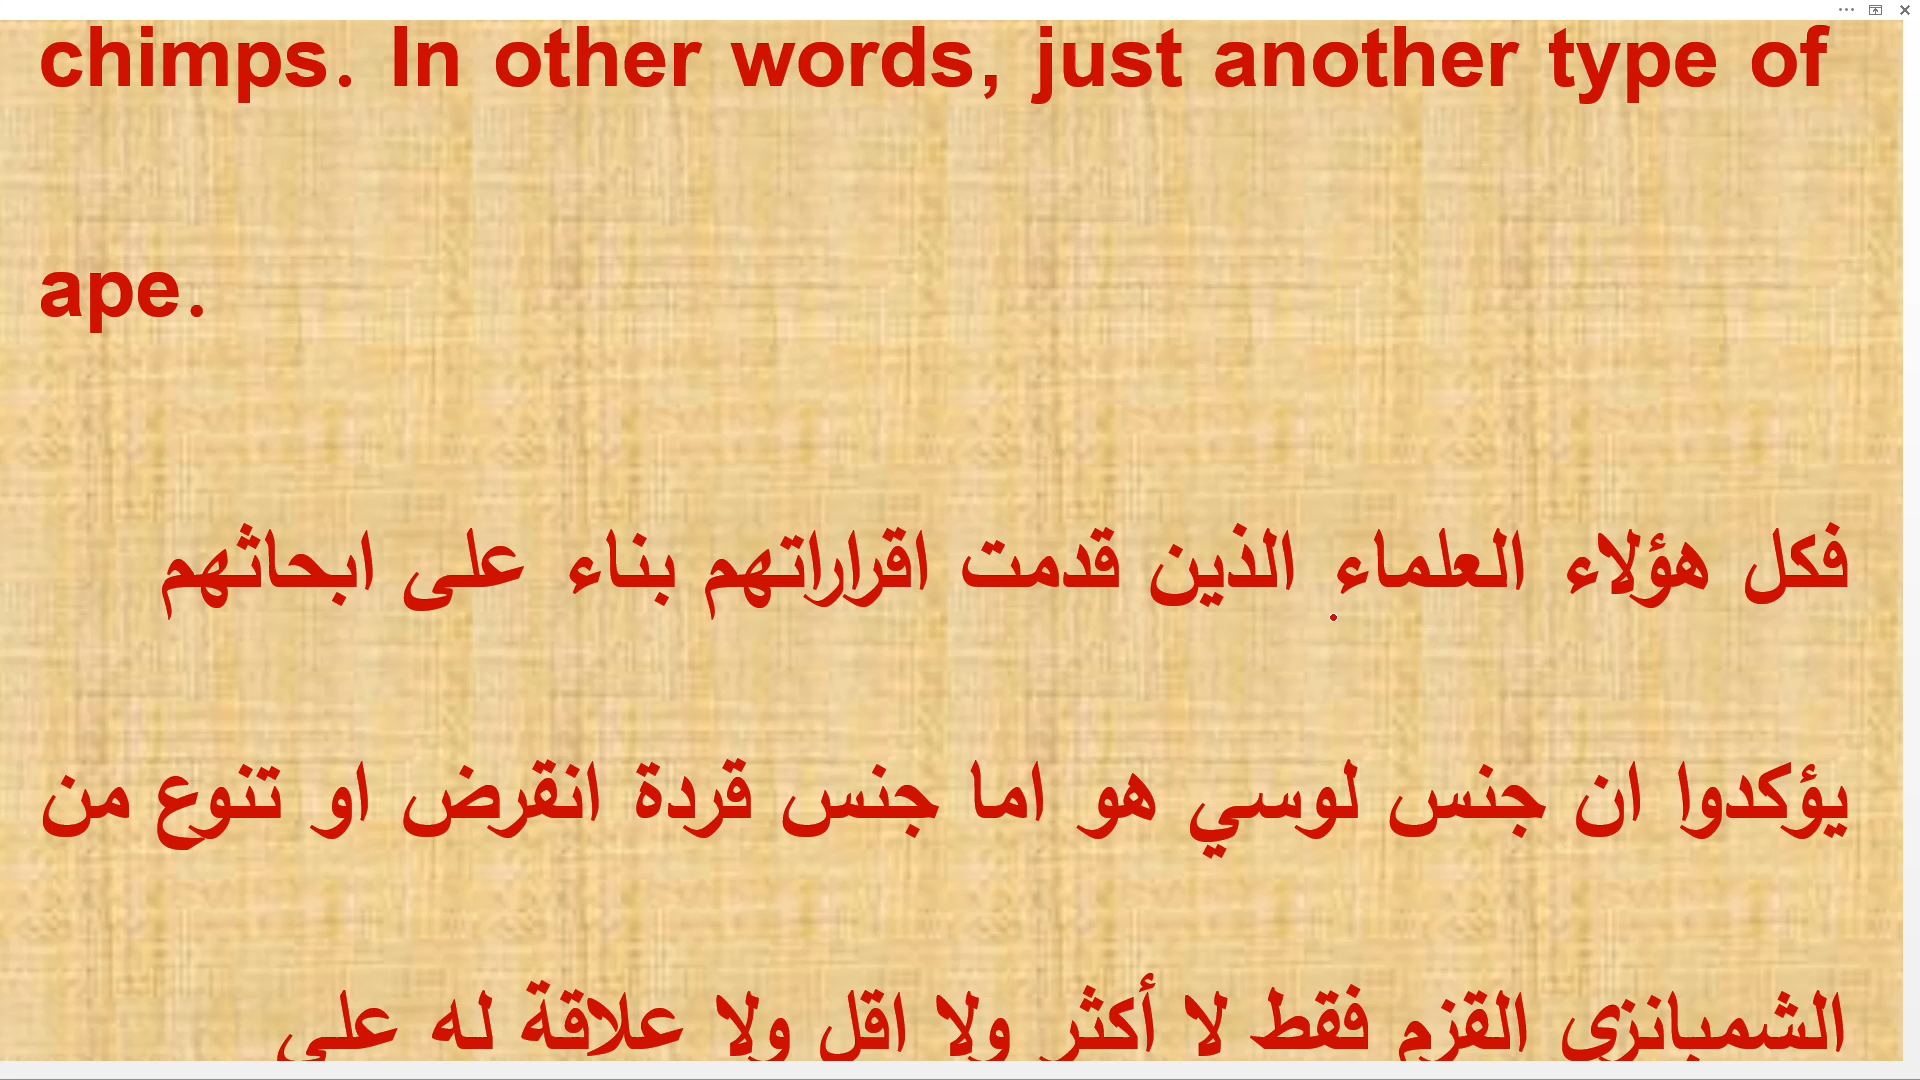 chimps. In other words, just another type of
ape.
فكل هؤلاء العلماء الذين قدمت اقراراتهم بناء على ابحاثهم
يؤكدوا ان جنس لوسي هو اما جنس قردة انقرض او تنوع من
الشمبانزي القزم فقط لا أكثر ولا اقل ولا علاقة له على